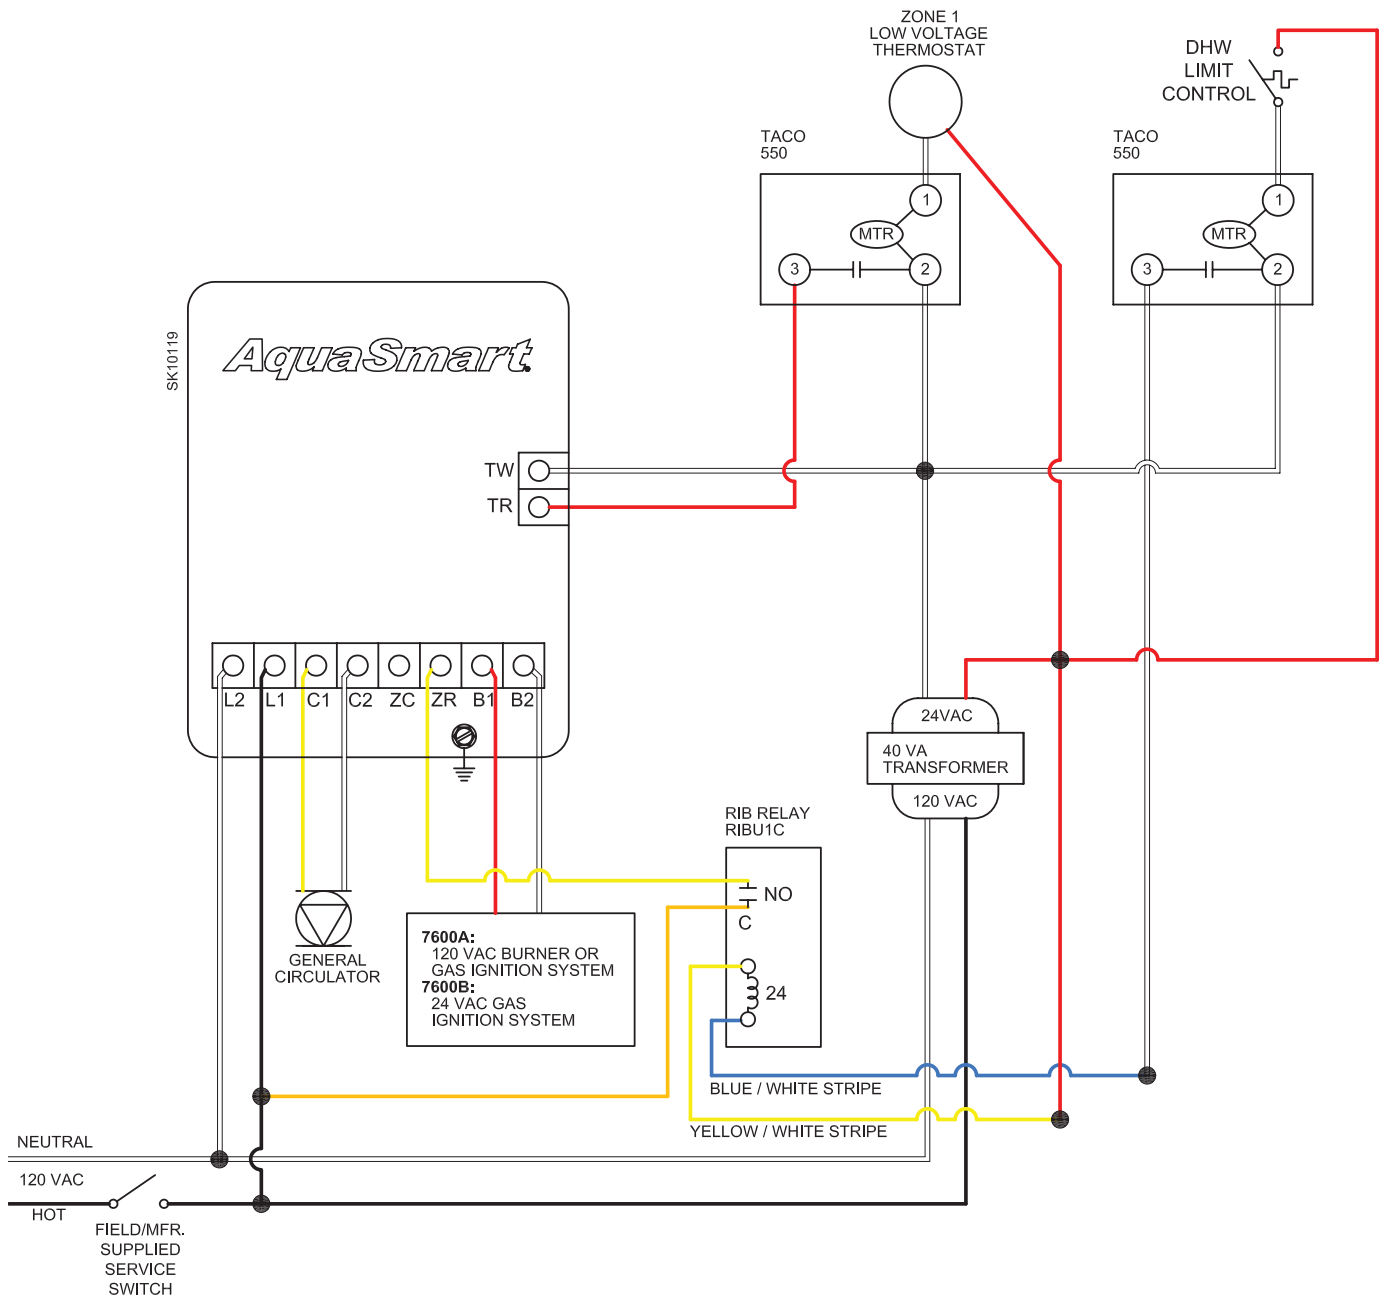 ZONE 1
LOW VOLTAGE
THERMOSTAT
DHW
LIMIT
CONTROL
TACO
550
TACO
550
1
MTR
3
2
1
MTR
3
2
SK10119
AquaSmart®
TW
TR
L2 L1 C1 C2 ZC ZR B1 B2
24VAC
40 VA
TRANSFORMER
120 VAC
RIB RELAY
RIBU1C
NO
C
24
GENERAL
CIRCULATOR
7600A:
120 VAC BURNER OR
GAS IGNITION SYSTEM
7600B:
24 VAC GAS
IGNITION SYSTEM
BLUE / WHITE STRIPE
YELLOW / WHITE STRIPE
NEUTRAL
120 VAC
HOT
FIELD/MFR.
SUPPLIED
SERVICE
SWITCH